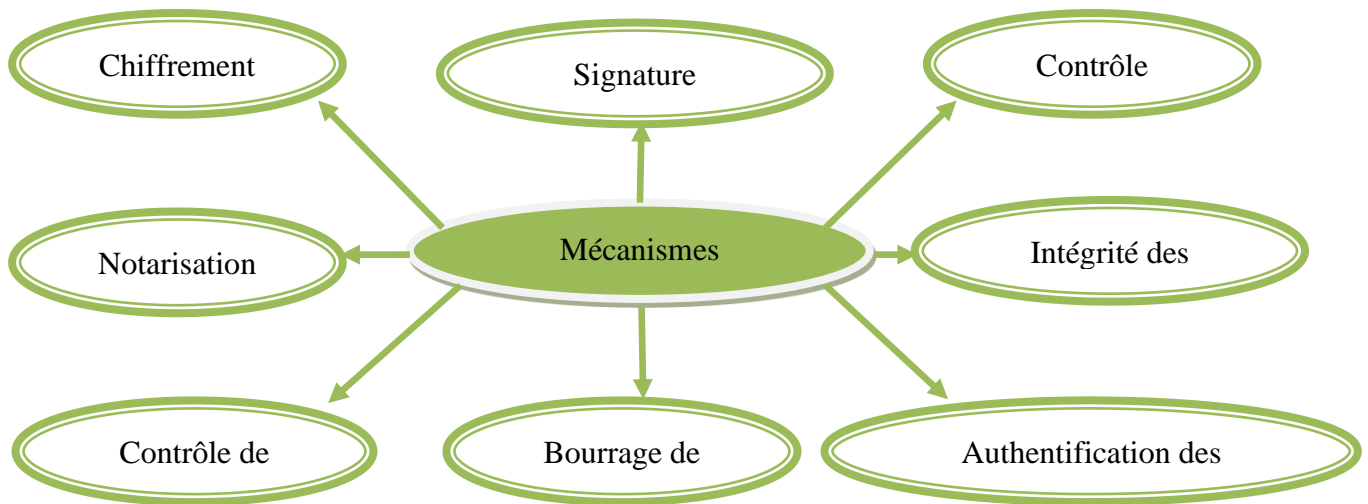 Chiffrement
Signature
Contrôle
Notarisation
Mécanismes
Intégrité des
Contrôle de
Bourrage de
Authentification des